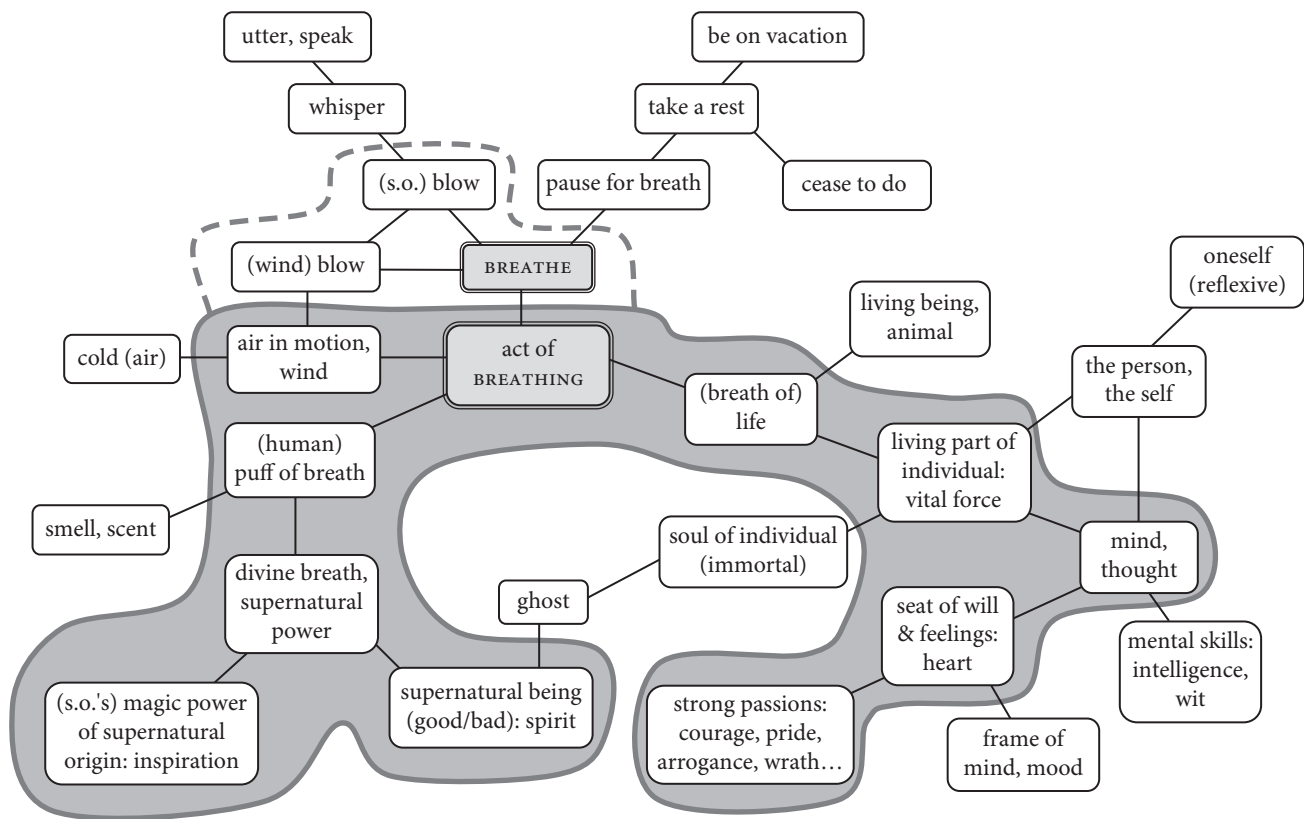 utter, speak
be on vacation
whisper
take a rest
(s.o.) blow
pause for breath
cease to do
(wind) blow
BREATHE
oneself
(reflexive)
living being,
animal
cold (air)
air in motion,
wind
act of
BREATHING
the person,
the self
(breath of)
life
(human)
puff of breath
living part of
individual:
vital force
smell, scent
soul of individual
(immortal)
mind,
thought
divine breath,
supernatural
power
ghost
seat of will
& feelings:
heart
mental skills:
intelligence,
wit
(s.o.'s) magic power
of supernatural
origin: inspiration
supernatural being
(good/bad): spirit
strong passions:
courage, pride,
arrogance, wrath…
frame of
mind, mood